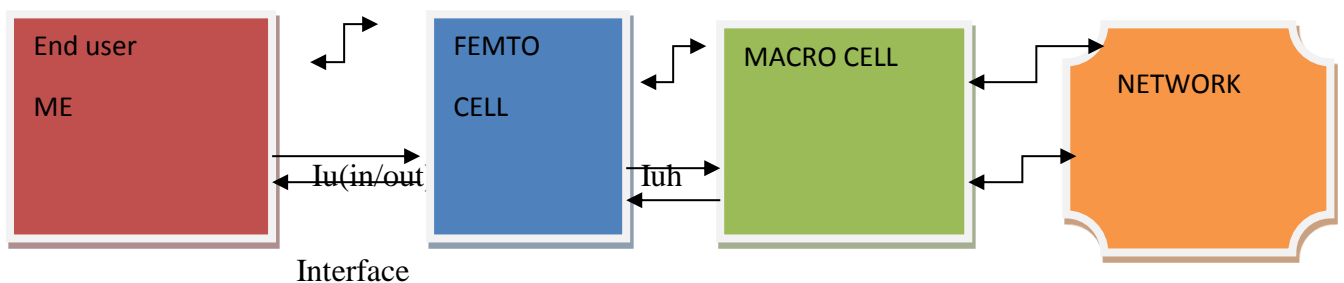 End user
ME
FEMTO
CELL
MACRO CELL
NETWORK
Iu(in/out)
Iuh
Interface